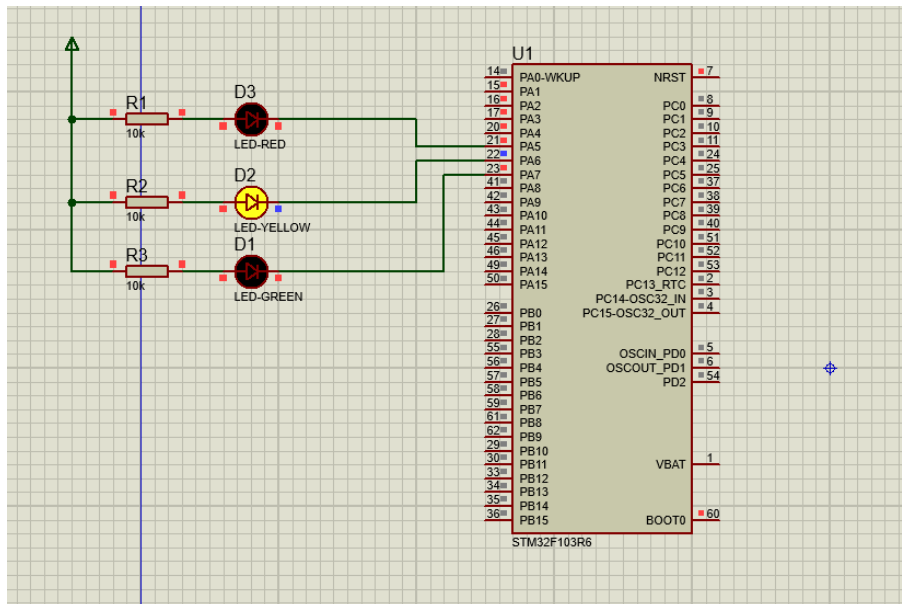 R1
10k
D3
LED-RED
R2
10k
D2
LED-YELLOW
R3
10k
D1
LED-GREEN
U1
14 PA0-WKUP
15 PA1
16 PA2
17 PA3
20 PA4
21 PA5
22 PA6
23 PA7
41 PA8
42 PA9
43 PA10
44 PA11
45 PA12
46 PA13
49 PA14
50 PA15
26 PB0
27 PB1
28 PB2
55 PB3
56 PB4
57 PB5
58 PB6
59 PB7
61 PB8
62 PB9
29 PB10
30 PB11
33 PB12
34 PB13
35 PB14
36 PB15
NRST 7
PC0 8
PC1 9
PC2 10
PC3 11
PC4 24
PC5 25
PC6 37
PC7 38
PC8 39
PC9 40
PC10 51
PC11 52
PC12 53
PC13_RTC 2
PC14-OSC32_IN 3
PC15-OSC32_OUT 4
OSCIN_PD0 5
OSCOUT_PD1 6
PD2 54
VBAT 1
BOOT0 60
STM32F103R6